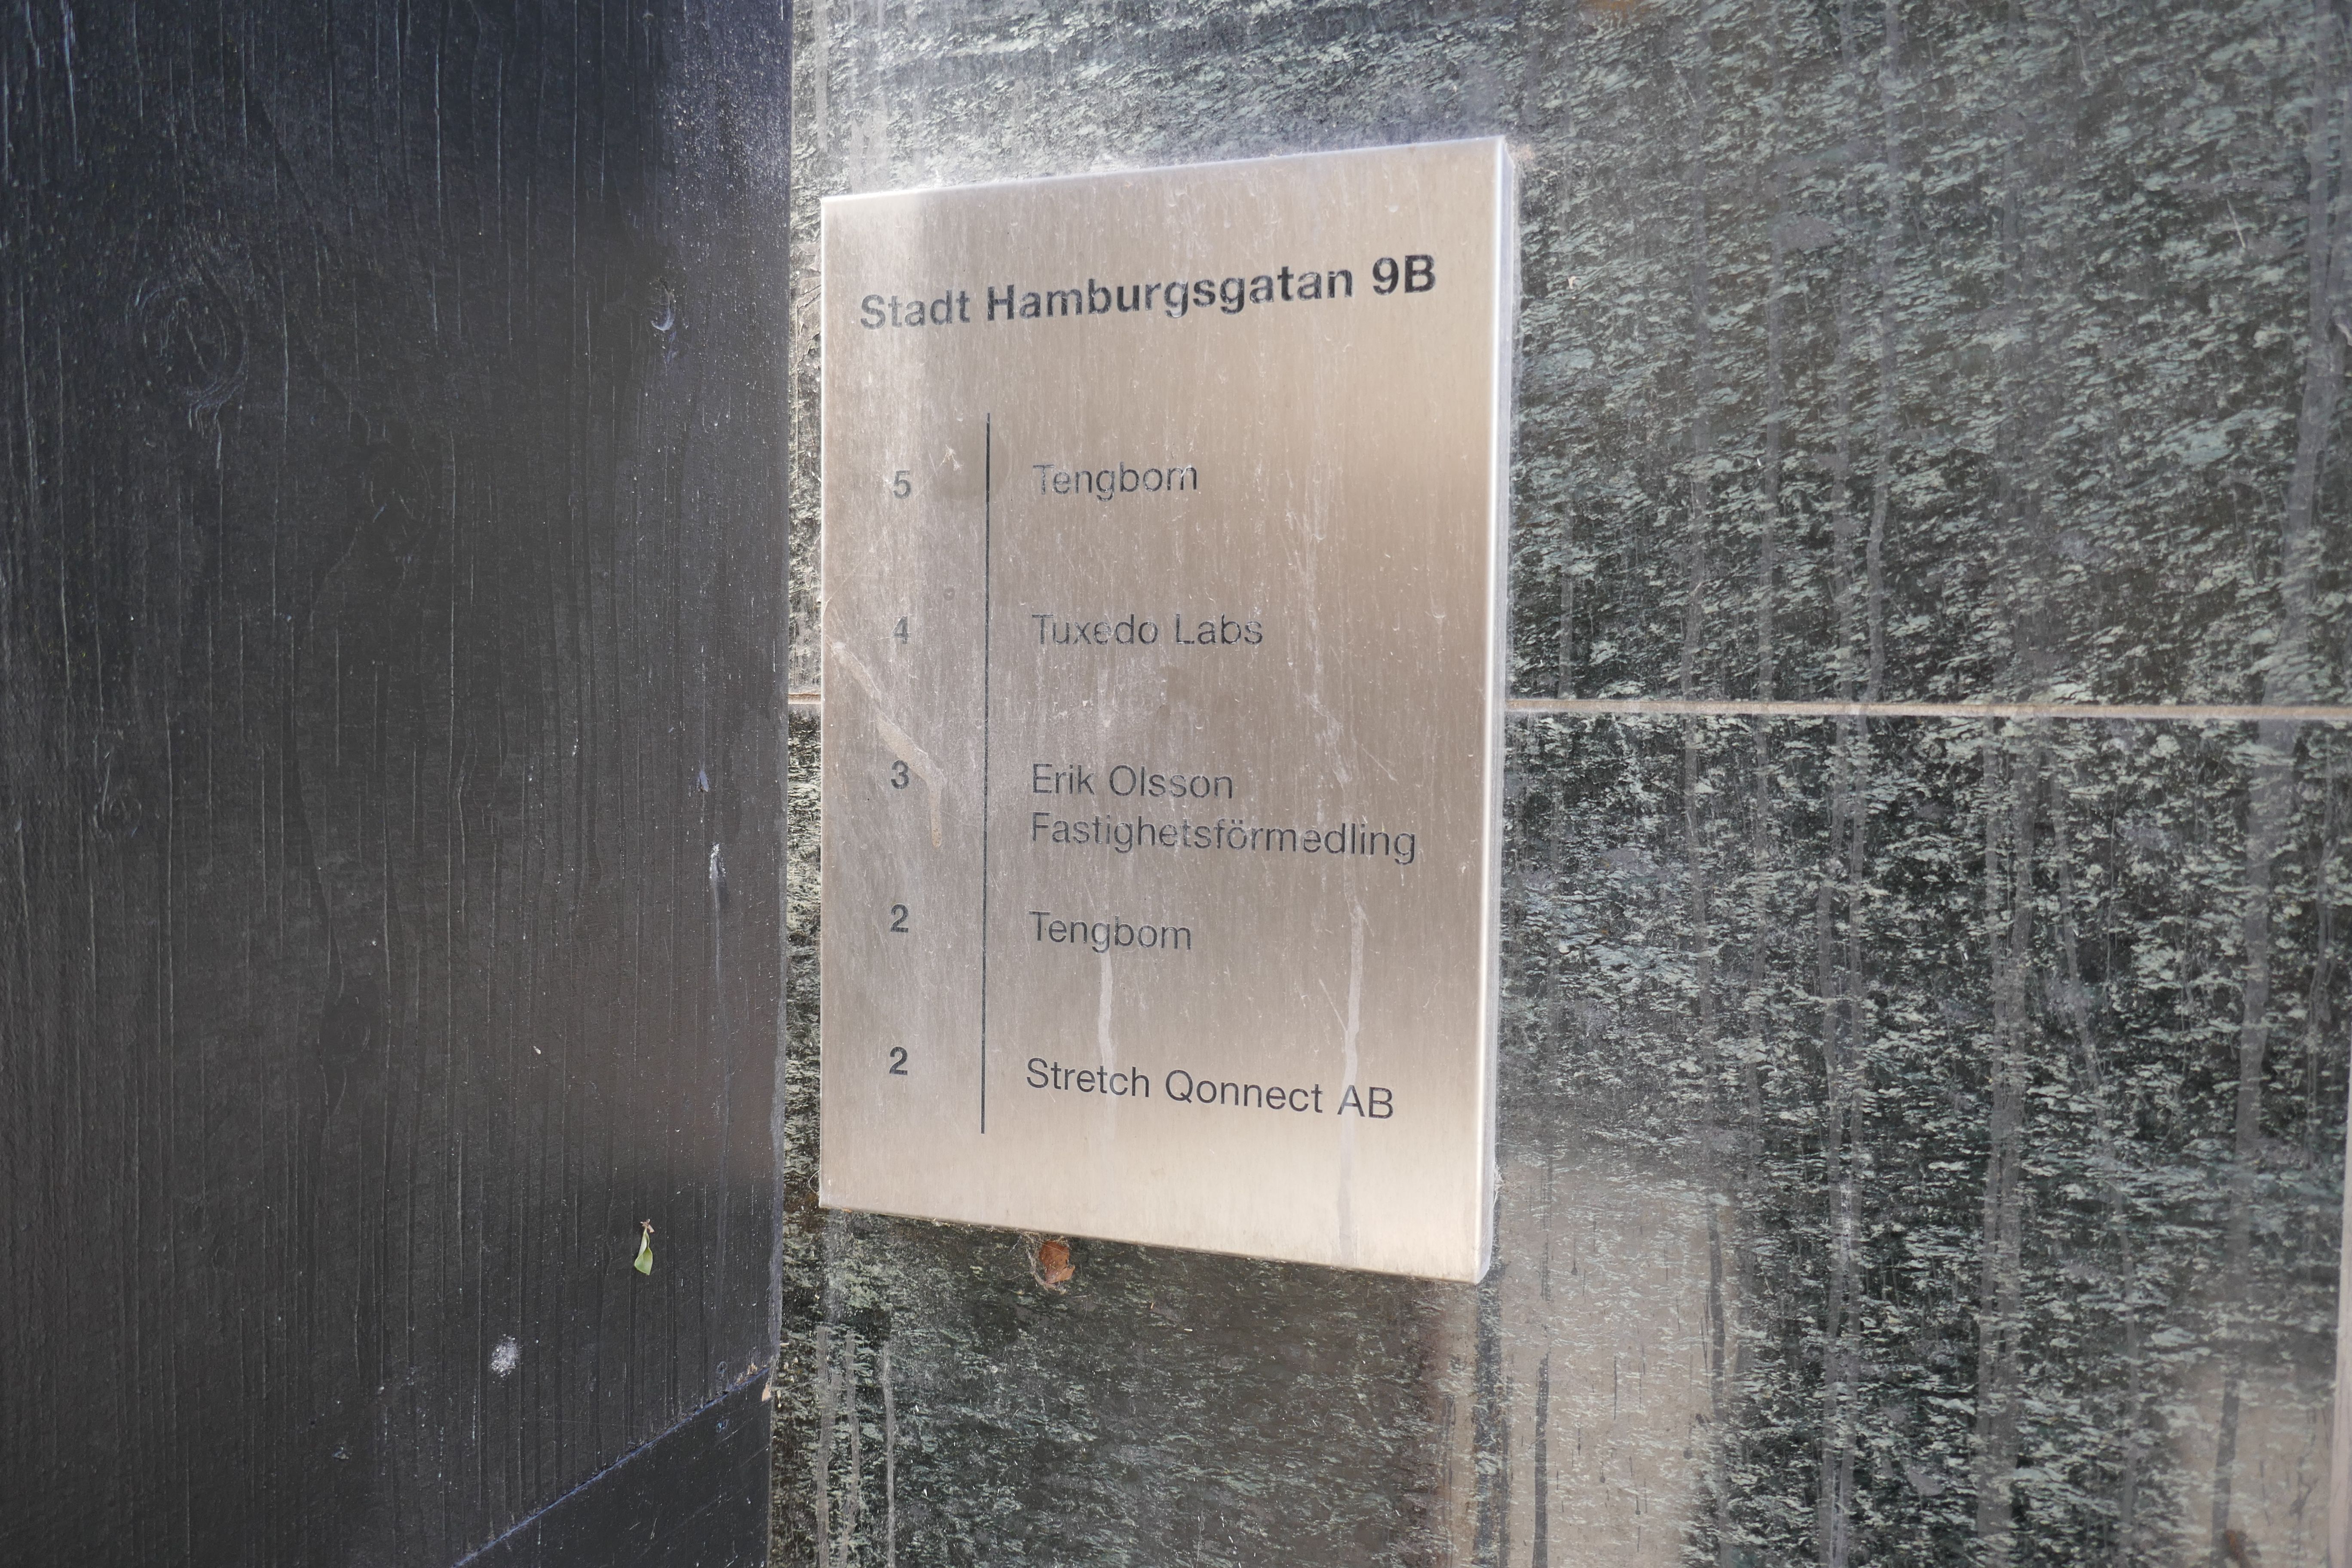 Stadt Hamburgsgatan 9B
5 Tengbom
4 Tuxedo Labs
3 Erik Olsson
Fastighetsförmedling
2 Tengbom
2 Stretch Qonnect AB